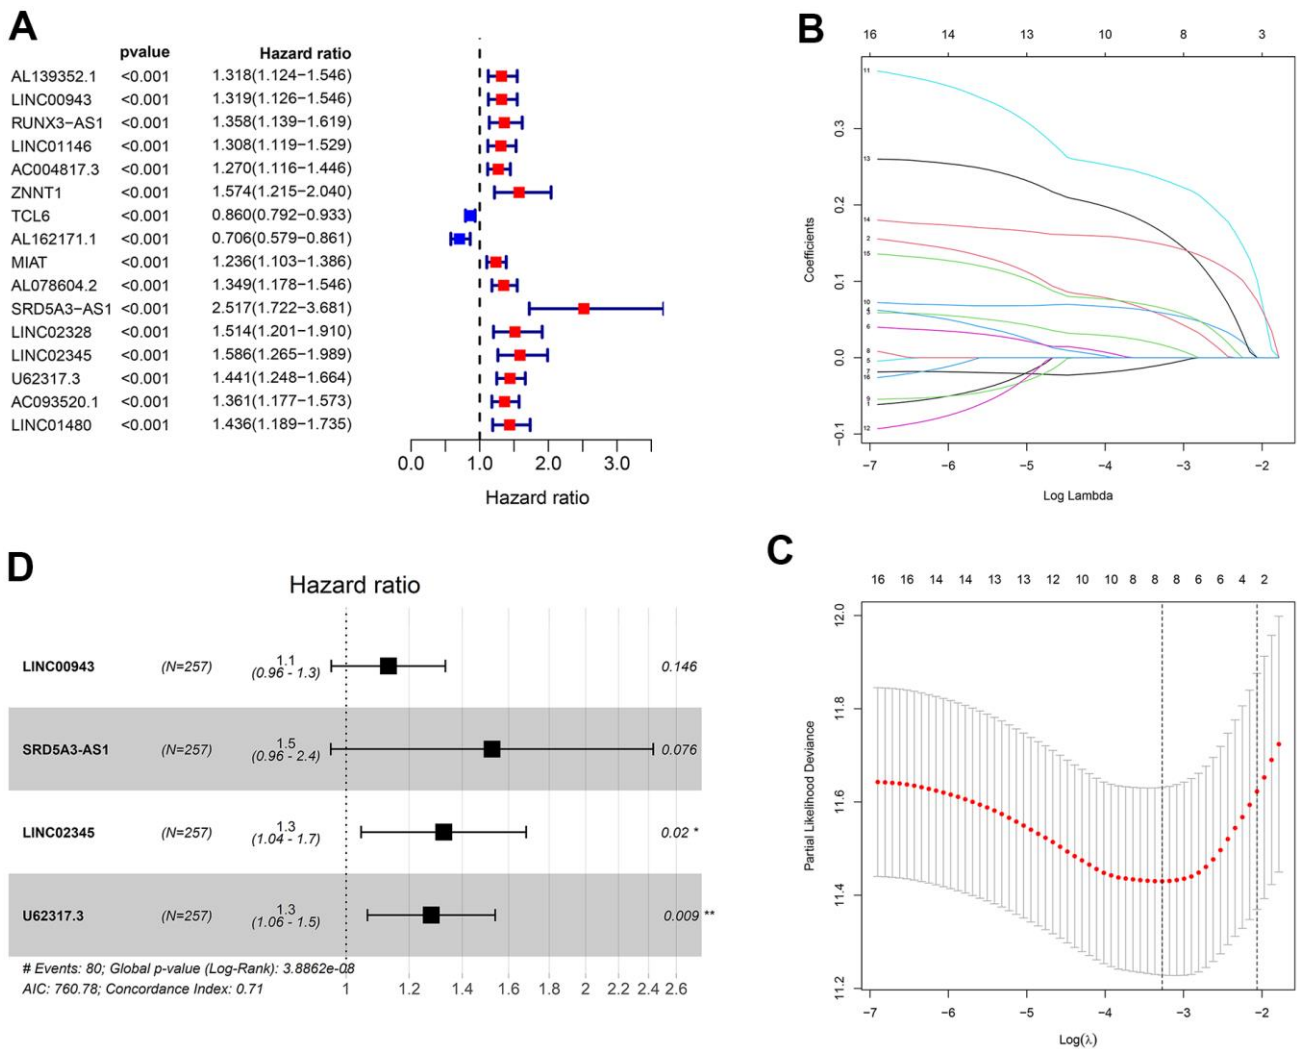 A
pvalue Hazard ratio
AL139352.1 <0.001 1.318(1.124−1.546)
LINC00943 <0.001 1.319(1.126−1.546)
RUNX3−AS1 <0.001 1.358(1.139−1.619)
LINC01146 <0.001 1.308(1.119−1.529)
AC004817.3 <0.001 1.270(1.116−1.446)
ZNNT1 <0.001 1.574(1.215−2.040)
TCL6 <0.001 0.860(0.792−0.933)
AL162171.1 <0.001 0.706(0.579−0.861)
MIAT <0.001 1.236(1.103−1.386)
AL078604.2 <0.001 1.349(1.178−1.546)
SRD5A3−AS1 <0.001 2.517(1.722−3.681)
LINC02328 <0.001 1.514(1.201−1.910)
LINC02345 <0.001 1.586(1.265−1.989)
U62317.3 <0.001 1.441(1.248−1.664)
AC093520.1 <0.001 1.361(1.177−1.573)
LINC01480 <0.001 1.436(1.189−1.735)
0.0 1.0 2.0 3.0
Hazard ratio
B
16 14 13 10 8 3
Coefficients
0.3
0.2
0.1
0.0
−0.1
11
13
14
2
15
10
6
8
5
7
16
12
−7 −6 −5 −4 −3 −2
Log Lambda
D
Hazard ratio
LINC00943 (N=257) 1.1 0.146
(0.96 - 1.3)
SRD5A3-AS1 (N=257) 1.5 0.076
(0.96 - 2.4)
LINC02345 (N=257) 1.3 0.02 *
(1.04 - 1.7)
U62317.3 (N=257) 1.3 0.009 **
(1.06 - 1.5)
# Events: 80; Global p-value (Log-Rank): 3.8862e-08
AIC: 760.78; Concordance Index: 0.71
1 1.2 1.4 1.6 1.8 2 2.2 2.4 2.6
C
16 16 14 14 13 13 12 10 10 8 8 8 6 6 4 2
Partial Likelihood Deviance
12.0
11.8
11.6
11.4
11.2
−7 −6 −5 −4 −3 −2
Log(λ)